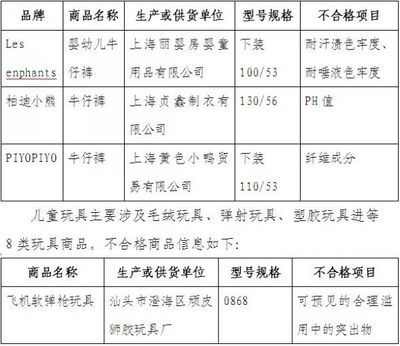 品牌 商品名称 生产或供货单位 型号规格 不合格项目
Les 婴幼儿牛 上海丽婴房婴童 下装 耐汗渍色牢度、
enphants 仔裤 用品有限公司 100/53 耐唾液色牢度
柏迪小熊 牛仔裤 上海贞鑫制衣有 130/56 PH 值
限公司
PIYOPIYO 牛仔裤 上海黄色小鸭贸 下装 纤维成分
易有限公司 110/53
儿童玩具主要涉及毛绒玩具、弹射玩具、塑胶玩具进等
8 类玩具商品。不合格商品信息如下:
商品名称 生产或供货单位 型号规格 不合格项目
飞机软弹枪玩具 汕头市澄海区顽皮 0868 可预见的合理滥
狮胶玩具厂 用中的突出物